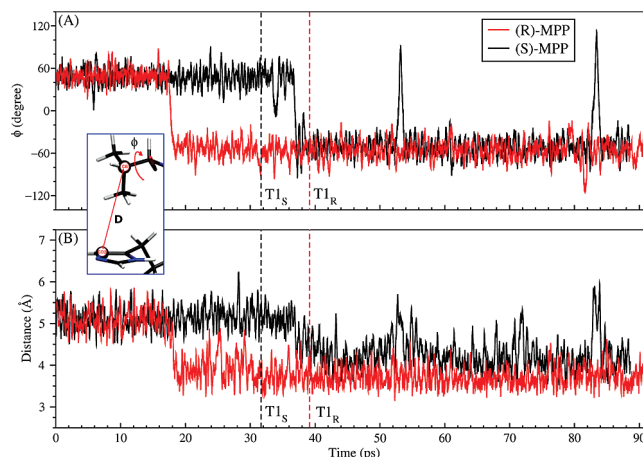 (A)
(R)-MPP
(S)-MPP
120
60
0
−60
−120
ϕ ((degree)
ϕ
D
T1S T1R
(B)
7
6
5
4
3
Distance (Å)
T1S T1R
0 10 20 30 40 50 60 70 80 90
Time (ps)